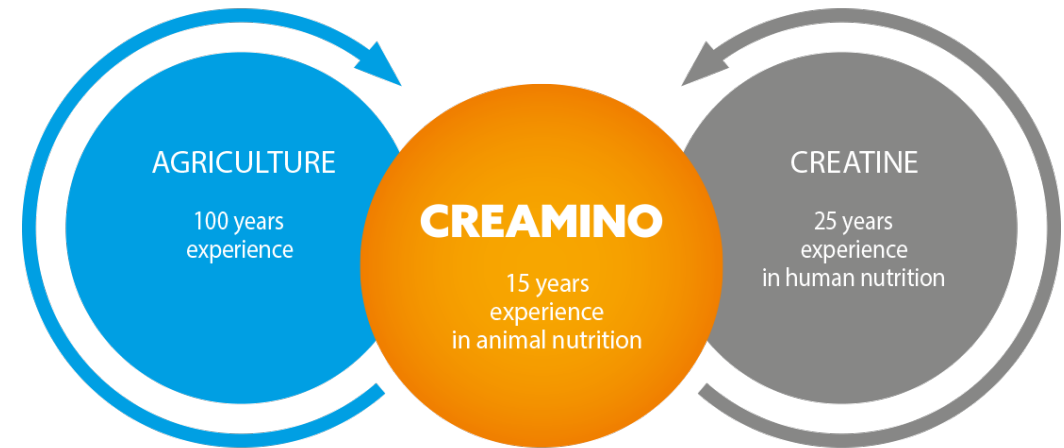 AGRICULTURE
100 years
experience
CREAMINO
15 years
experience
in animal nutrition
CREATINE
25 years
experience
in human nutrition